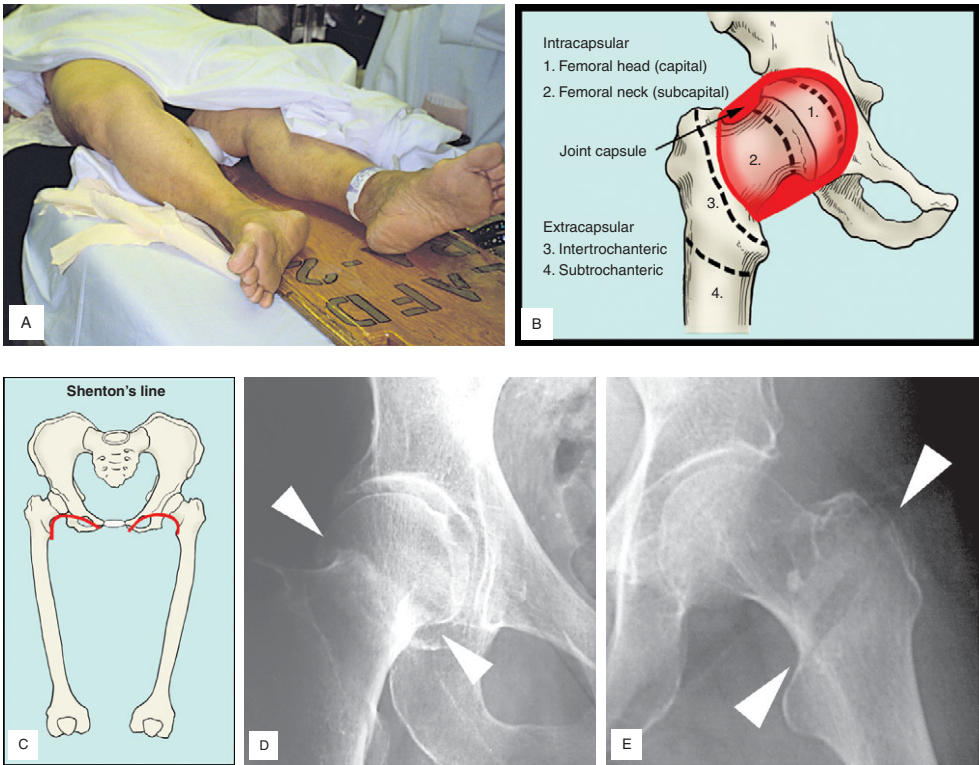 A
Intracapsular
1. Femoral head (capital)
2. Femoral neck (subcapital)
Joint capsule
Extracapsular
3. Intertrochanteric
4. Subtrochanteric
1.
2.
3.
4.
B
Shenton's line
C
D
E